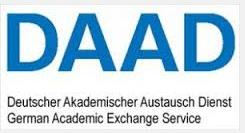 DAAD
Deutscher Akademischer Austausch Dienst
German Academic Exchange Service